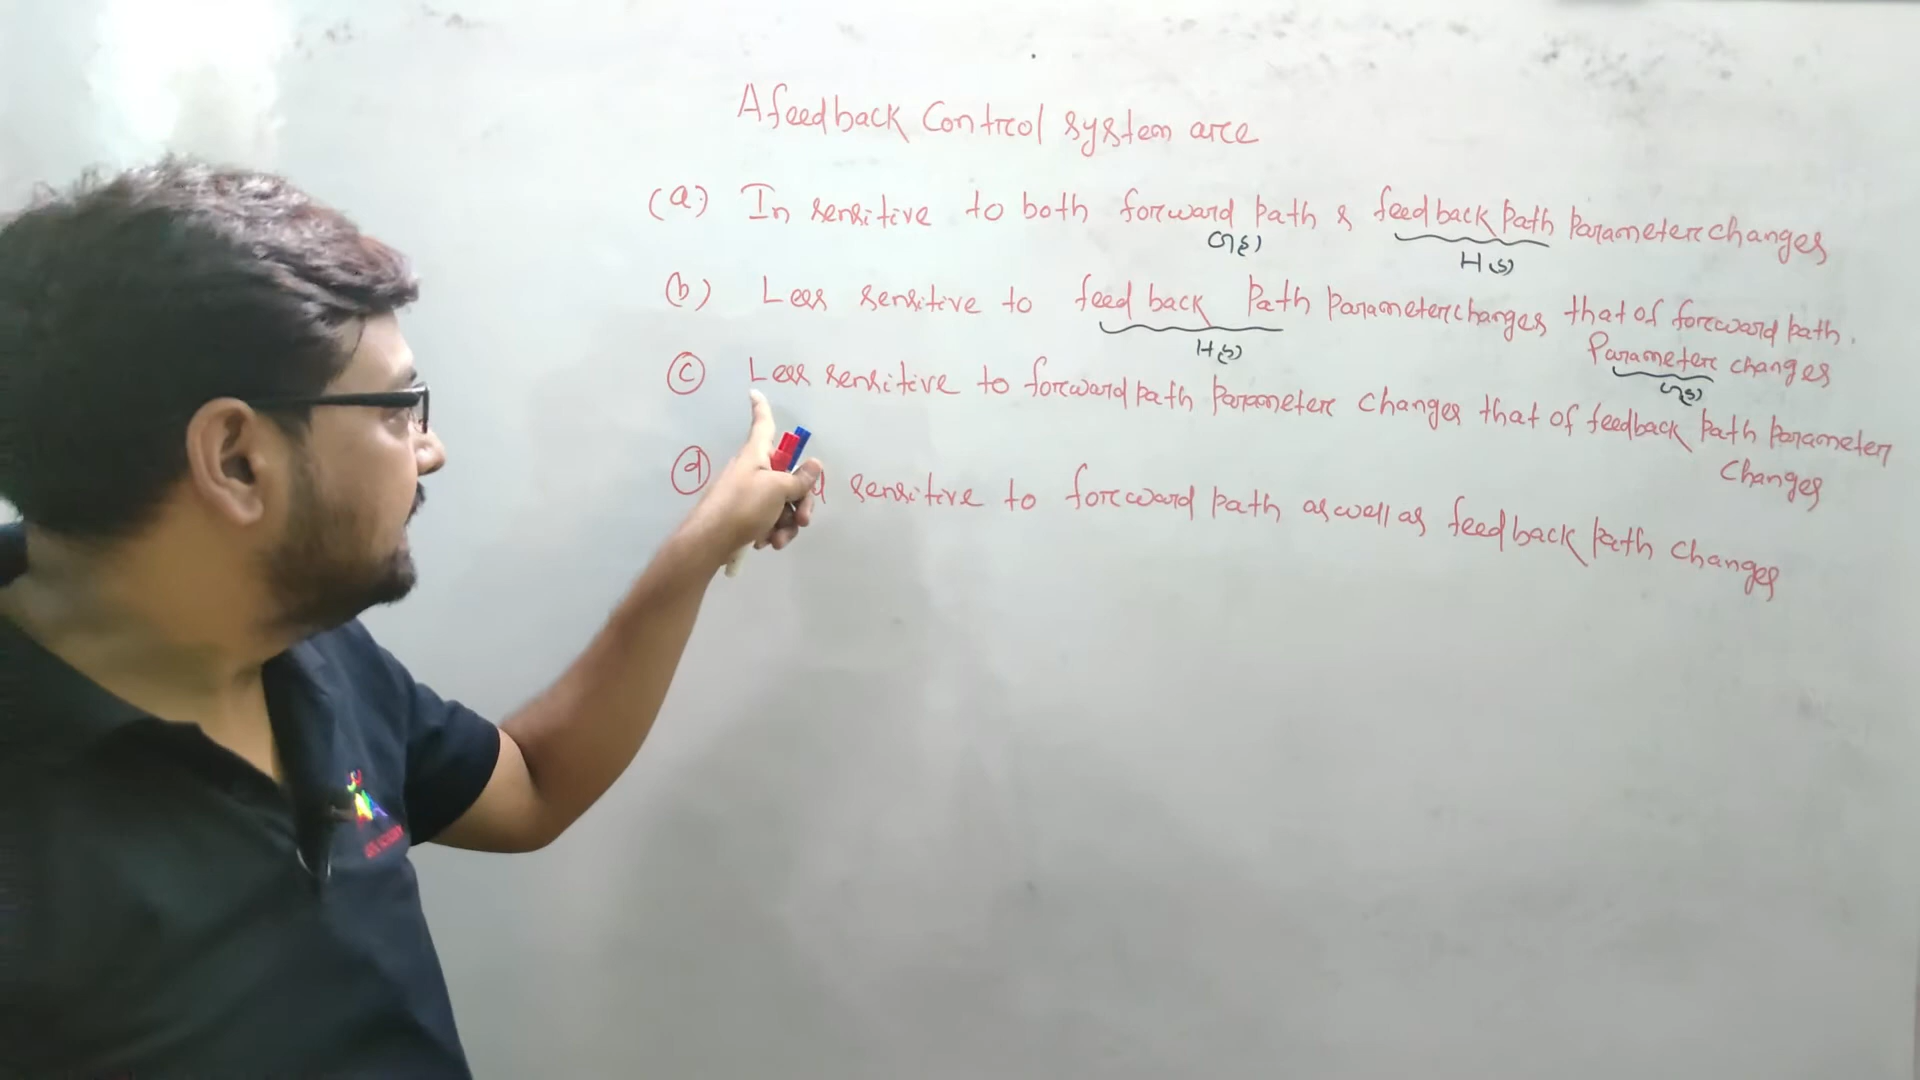 A feedback Control system are
(a) In sensitive to both forward path & feedback path Parameter changes
G(s)
H(s)
(b) Less sensitive to feed back Path Parameter changes that of forward path.
H(s)
Parameter changes
G(s)
(c) Less sensitive to forward path parameter changes that of feedback path parameter
changes
(d) sensitive to forward path as well as feedback path changes